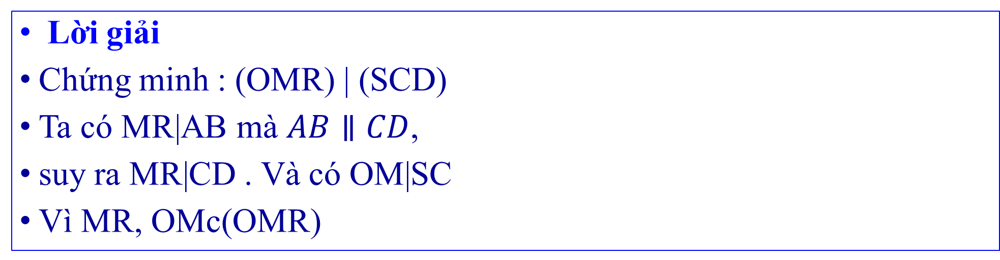 • Lời giải
• Chứng minh : (OMR) | (SCD)
• Ta có MR|AB mà 𝐴𝐵 ∥ 𝐶𝐷,
• suy ra MR|CD . Và có OM|SC
• Vì MR, OMc(OMR)